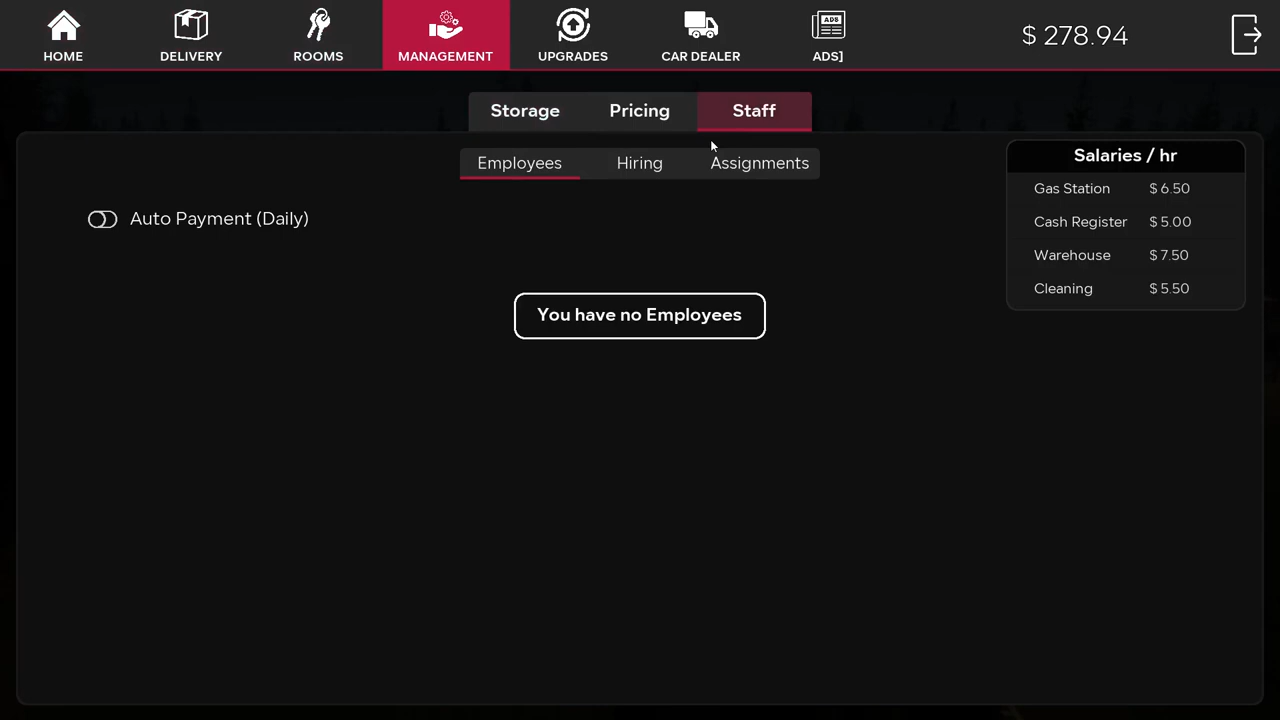 HOME
DELIVERY
ROOMS
MANAGEMENT
UPGRADES
CAR DEALER
ADS
ADS]
$ 278.94
Storage
Pricing
Staff
Employees
Hiring
Assignments
Auto Payment (Daily)
You have no Employees
Salaries / hr
Gas Station $ 6.50
Cash Register $ 5.00
Warehouse $ 7.50
Cleaning $ 5.50